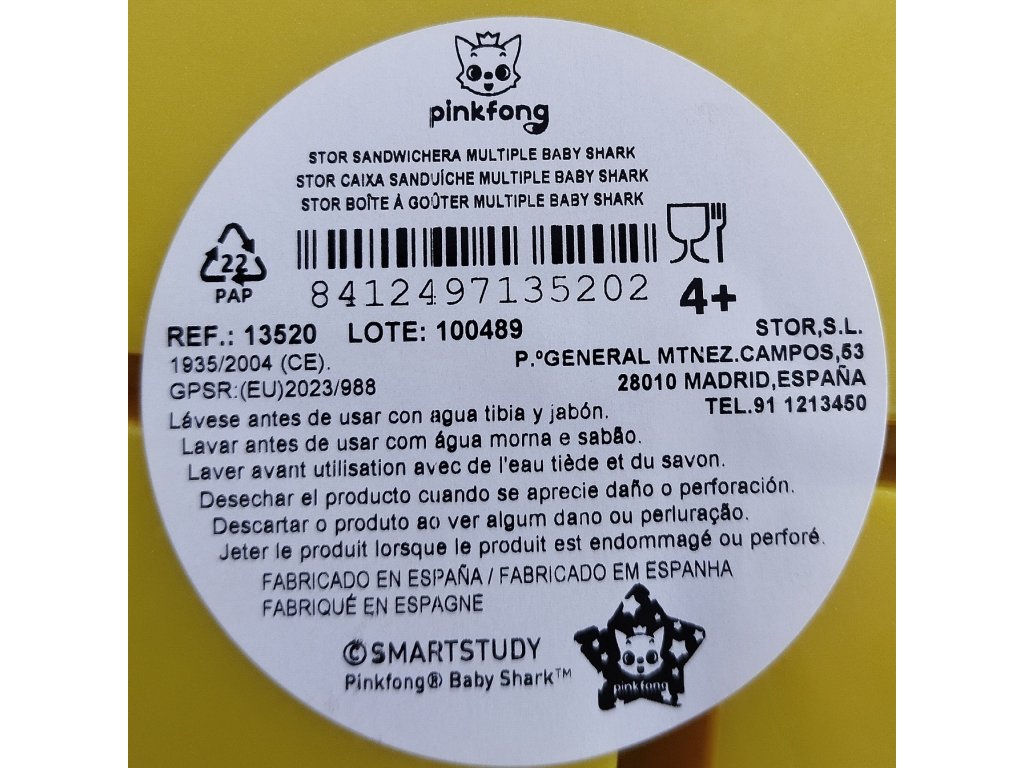 pinkfong
STOR SANDWICHERA MULTIPLE BABY SHARK
STOR CAIXA SANDUÍCHE MULTIPLE BABY SHARK
STOR BOÎTE À GOÛTER MULTIPLE BABY SHARK
22
PAP
8412497135202
4+
REF.: 13520 LOTE: 100489
1935/2004 (CE).
GPSR:(EU)2023/988
STOR,S.L.
P.ºGENERAL MTNEZ.CAMPOS,53
28010 MADRID,ESPAÑA
TEL.91 1213450
Lávese antes de usar con agua tibia y jabón.
Lavar antes de usar com água morna e sabão.
Laver avant utilisation avec de l'eau tiède et du savon.
Desechar el producto cuando se aprecie daño o perforación.
Descartar o produto ao ver algum dano ou perluração.
Jeter le produit lorsque le produit est endommagé ou perforé.
FABRICADO EN ESPAÑA / FABRICADO EM ESPANHA
FABRIQUÉ EN ESPAGNE
©SMARTSTUDY
Pinkfong® Baby Shark™
pinkfong